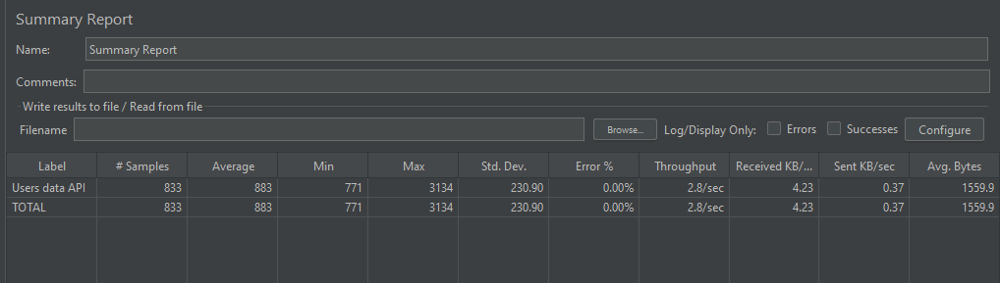 Summary Report
Name: Summary Report
Comments:
Write results to file / Read from file
Filename Browse... Log/Display Only: Errors Successes Configure
Label # Samples Average Min Max Std. Dev. Error % Throughput Received KB/... Sent KB/sec Avg. Bytes
Users data API 833 883 771 3134 230.90 0.00% 2.8/sec 4.23 0.37 1559.9
TOTAL 833 883 771 3134 230.90 0.00% 2.8/sec 4.23 0.37 1559.9